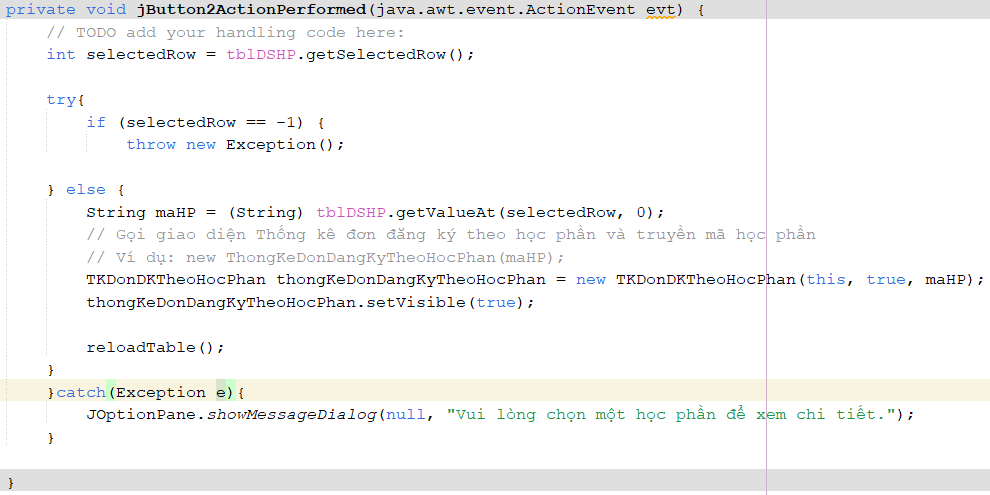 private void jButton2ActionPerformed(java.awt.event.ActionEvent evt) {
// TODO add your handling code here:
int selectedRow = tblDSHP.getSelectedRow();
try{
if (selectedRow == -1) {
throw new Exception();
} else {
String maHP = (String) tblDSHP.getValueAt(selectedRow, 0);
// Gọi giao diện Thống kê đơn đăng ký theo học phần và truyền mã học phần
// Ví dụ: new ThongKeDonDangKyTheoHocPhan(maHP);
TKDonDKTheoHocPhan thongKeDonDangKyTheoHocPhan = new TKDonDKTheoHocPhan(this, true, maHP);
thongKeDonDangKyTheoHocPhan.setVisible(true);
reloadTable();
}
}catch(Exception e){
JOptionPane.showMessageDialog(null, "Vui lòng chọn một học phần để xem chi tiết.");
}
}